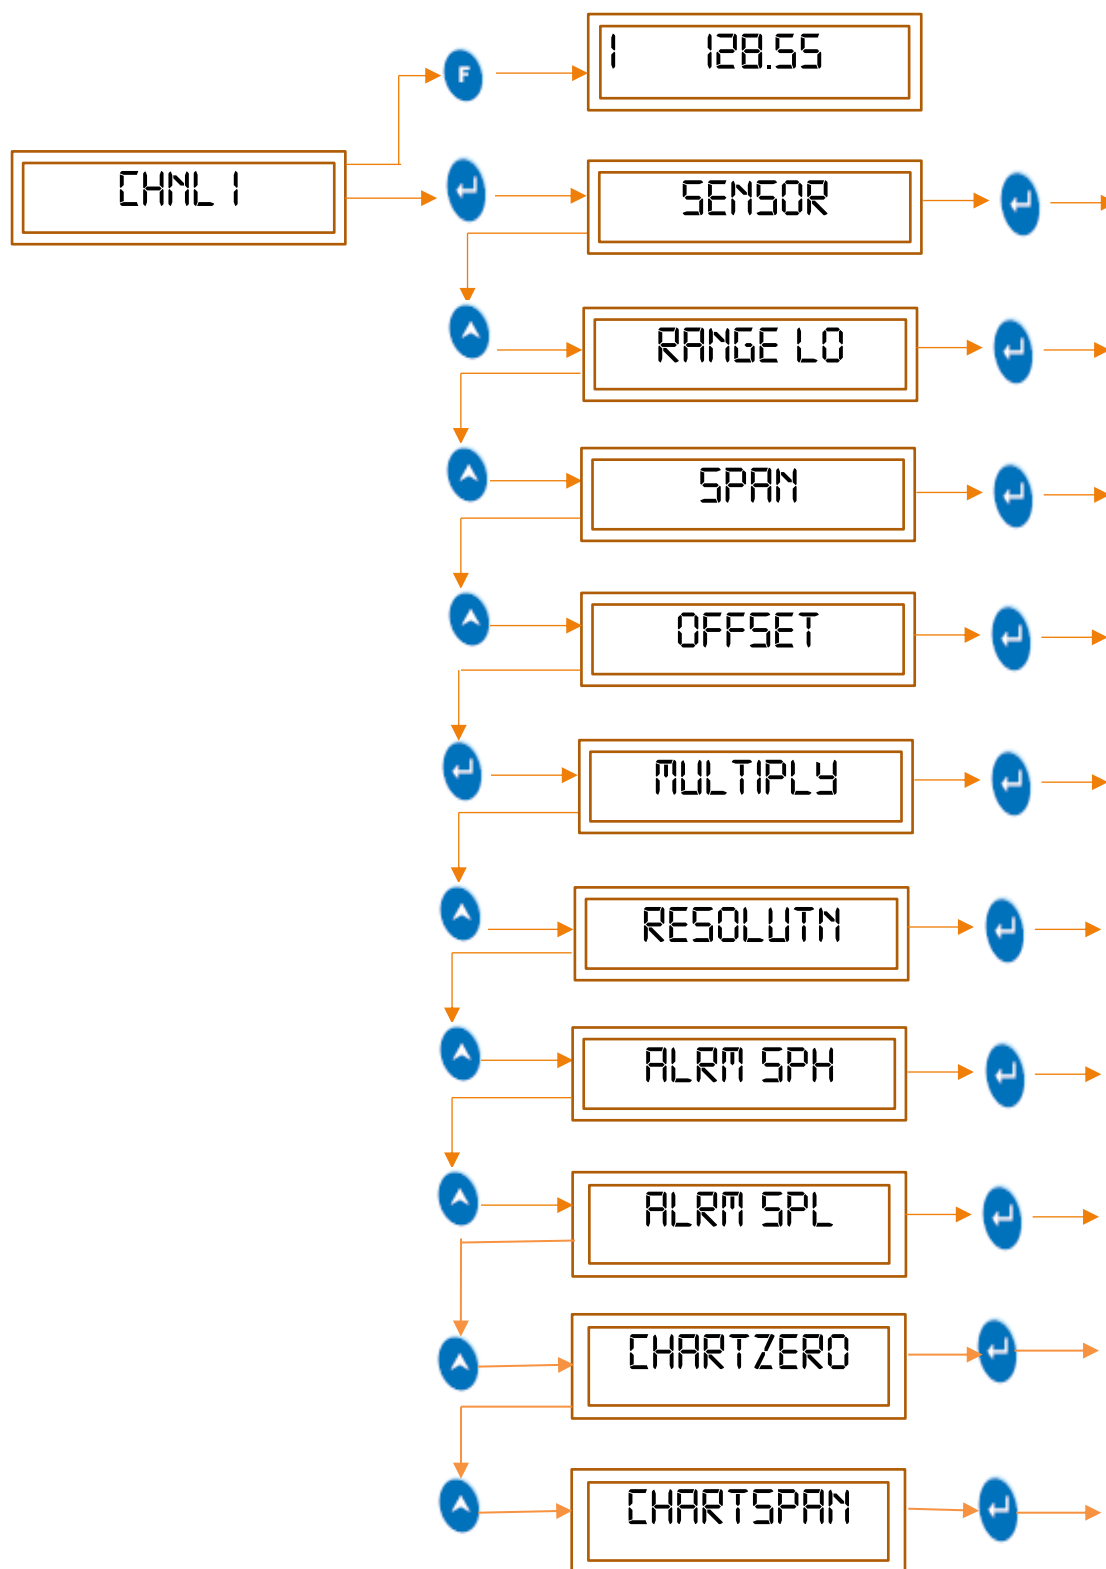 F
1 128.55
CHNL 1
SENSOR
RANGE LO
SPAN
OFFSET
MULTIPLY
RESOLUTN
ALRM SPH
ALRM SPL
CHARTZERO
CHARTSPAN